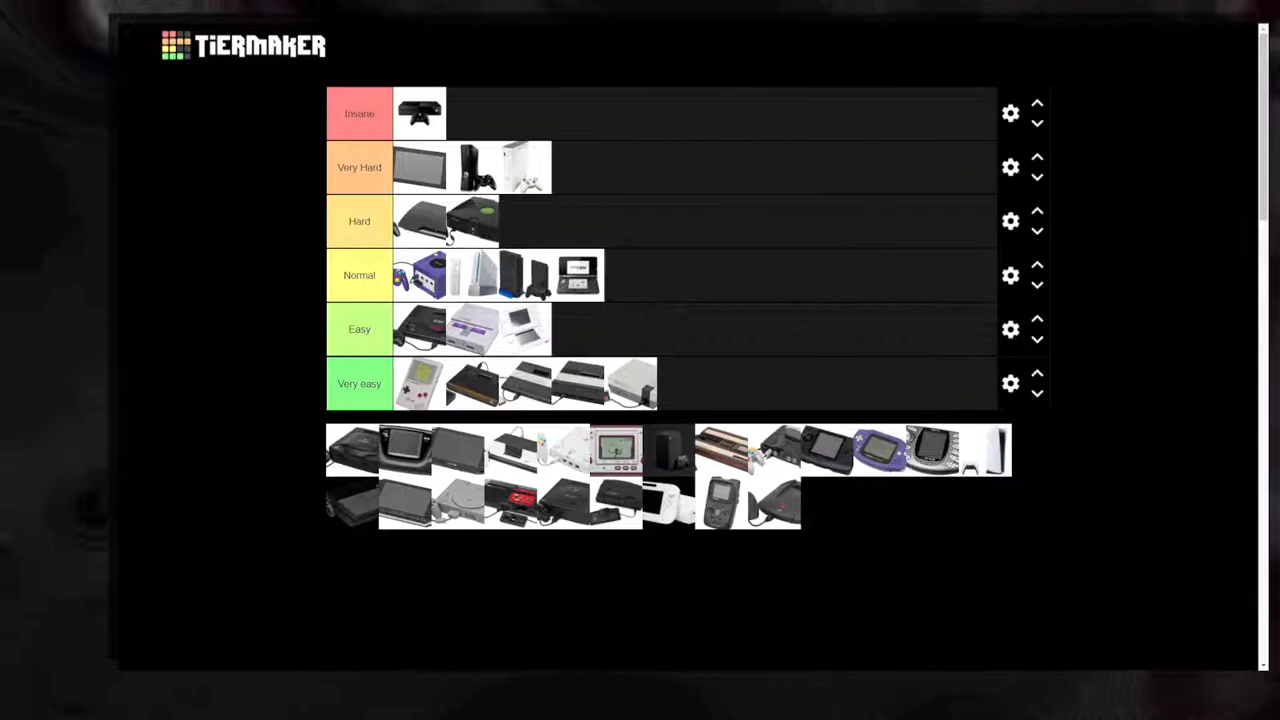 TiERMAKER
Insane
Very Hard
Hard
Normal
Easy
Very easy